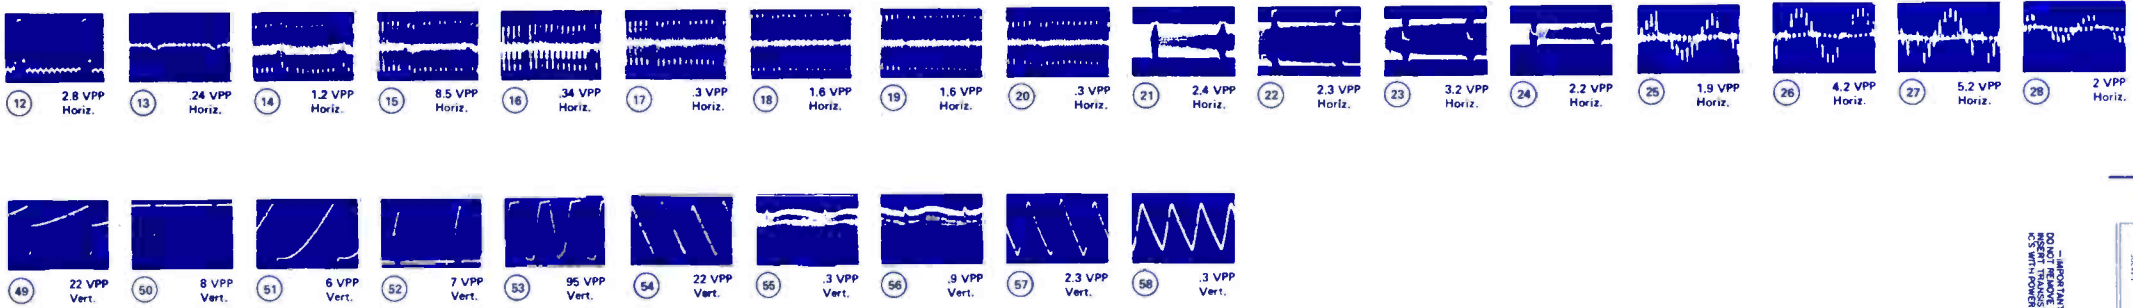 12 2.8 VPP Horiz.
13 .24 VPP Horiz.
14 1.2 VPP Horiz.
15 8.5 VPP Horiz.
16 .34 VPP Horiz.
17 .3 VPP Horiz.
18 1.6 VPP Horiz.
19 1.6 VPP Horiz.
20 .3 VPP Horiz.
21 2.4 VPP Horiz.
22 2.3 VPP Horiz.
23 3.2 VPP Horiz.
24 2.2 VPP Horiz.
25 1.9 VPP Horiz.
26 4.2 VPP Horiz.
27 5.2 VPP Horiz.
28 2 VPP Horiz.
49 22 VPP Vert.
50 8 VPP Vert.
51 6 VPP Vert.
52 7 VPP Vert.
53 95 VPP Vert.
54 22 VPP Vert.
55 .3 VPP Vert.
56 .9 VPP Vert.
57 2.3 VPP Vert.
58 .3 VPP Vert.
—IMPORTANT
DO NOT REMOVE
INSERT TRANSIS
IC'S WITH POWER